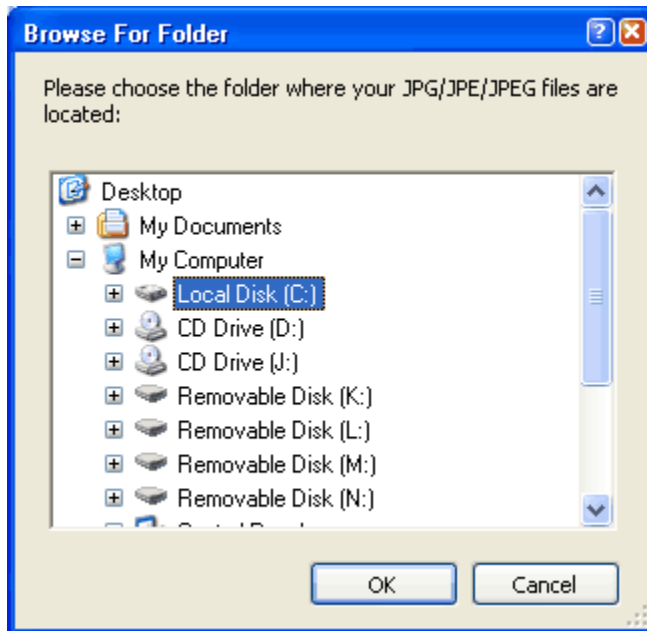 Browse For Folder
Please choose the folder where your JPG/JPE/JPEG files are
located:
Desktop
My Documents
My Computer
Local Disk (C:)
CD Drive (D:)
CD Drive (J:)
Removable Disk (K:)
Removable Disk (L:)
Removable Disk (M:)
Removable Disk (N:)
OK Cancel